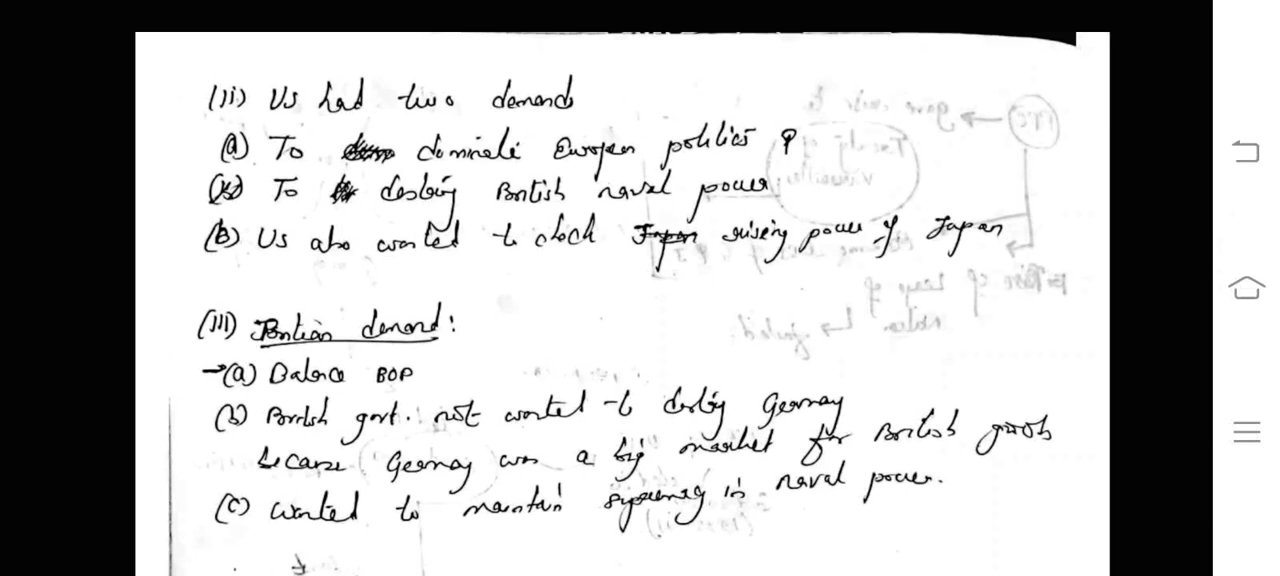 (ii) US had two demands
(a) To dominate European politics &
(b) To destroy British naval power
(b) US also wanted to check Japan rising power of Japan
(III) Britian demand:
→(a) Balance BOP
(b) British govt. not wanted to destroy Germany
because Germany was a big market for British goods
(c) wanted to maintain supremacy in naval power.